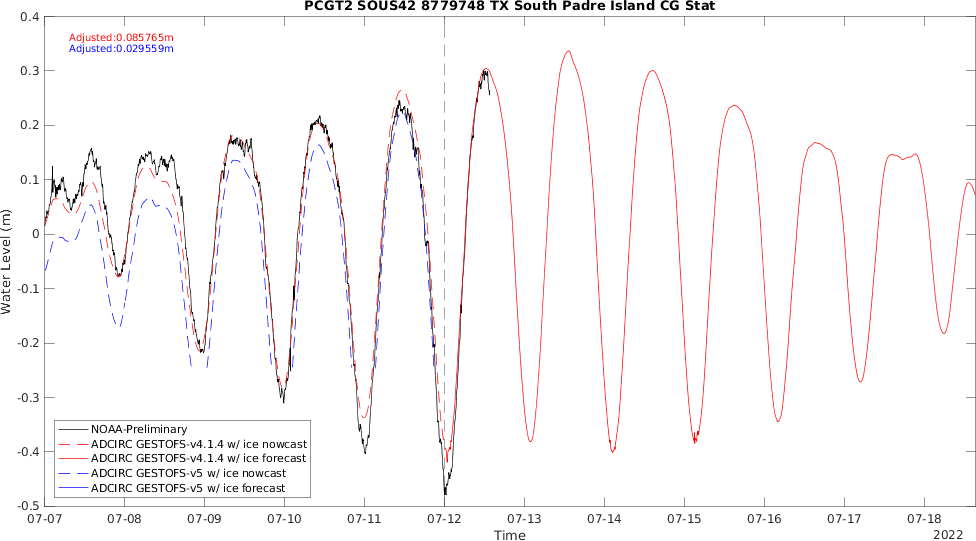 PCGT2 SOUS42 8779748 TX South Padre Island CG Stat
Adjusted:0.085765m
Adjusted:0.029559m
0.4
0.3
0.2
0.1
0
-0.1
-0.2
-0.3
-0.4
-0.5
Water Level (m)
NOAA-Preliminary
ADCIRC GESTOFS-v4.1.4 w/ ice nowcast
ADCIRC GESTOFS-v4.1.4 w/ ice forecast
ADCIRC GESTOFS-v5 w/ ice nowcast
ADCIRC GESTOFS-v5 w/ ice forecast
07-07 07-08 07-09 07-10 07-11 07-12 07-13 07-14 07-15 07-16 07-17 07-18
Time
2022